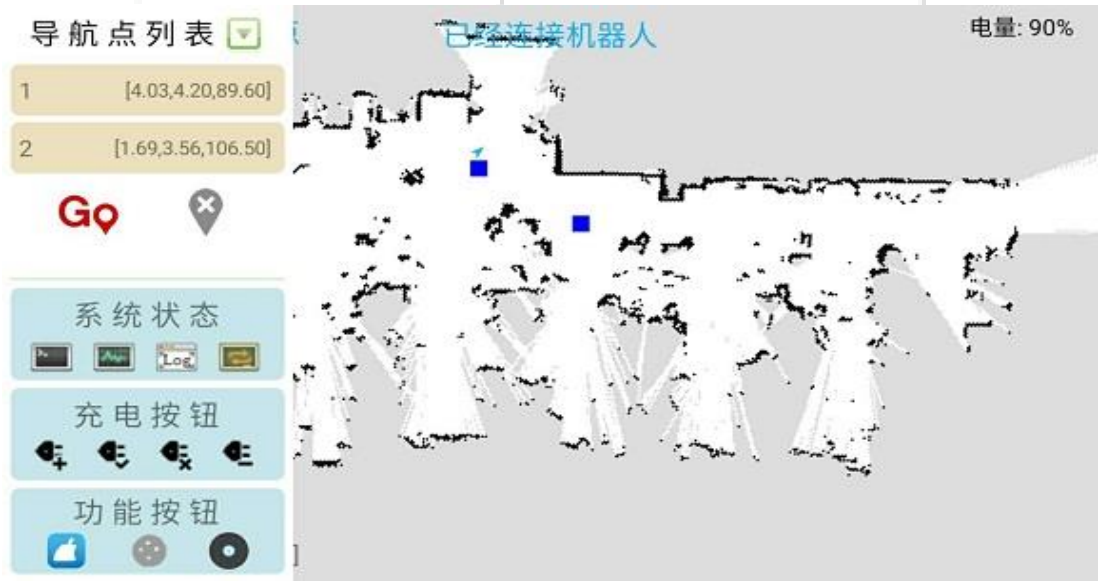 导航点列表
已经连接机器人
电量: 90%
1 [4.03,4.20,89.60]
2 [1.69,3.56,106.50]
Go
系统状态
Log
充电按钮
功能按钮
]